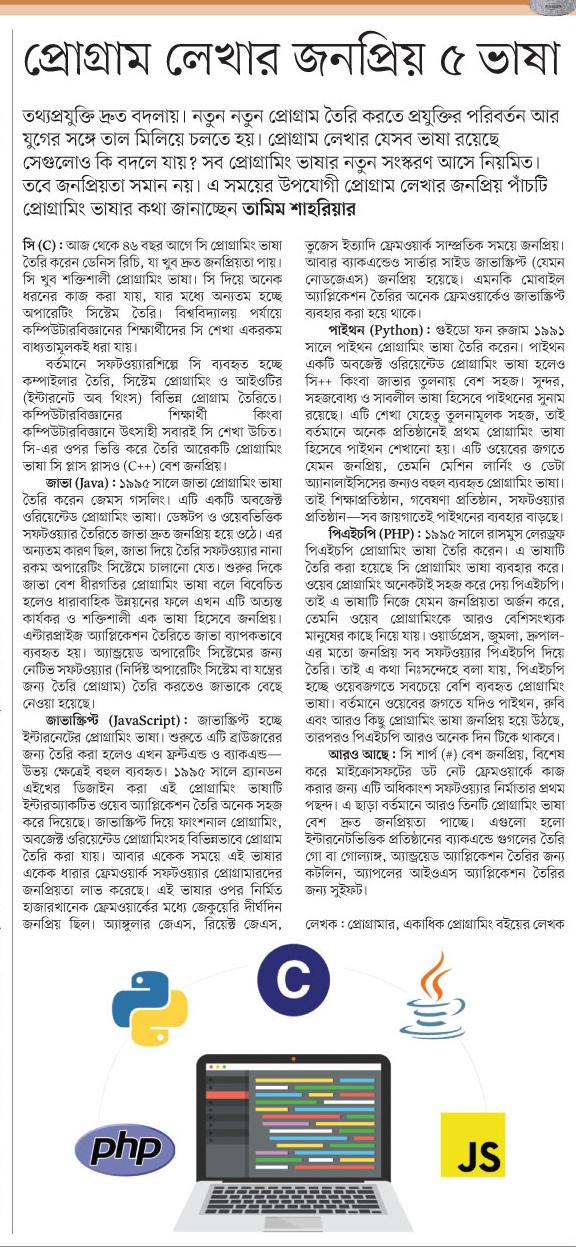 প্রোগ্রাম লেখার জনপ্রিয় ৫ ভাষা
তথ্যপ্রযুক্তি দ্রুত বদলায়। নতুন নতুন প্রোগ্রাম তৈরি করতে প্রযুক্তির পরিবর্তন আর
যুগের সঙ্গে তাল মিলিয়ে চলতে হয়। প্রোগ্রাম লেখার যেসব ভাষা রয়েছে
সেগুলোও কি বদলে যায়? সব প্রোগ্রামিং ভাষার নতুন সংস্করণ আসে নিয়মিত।
তবে জনপ্রিয়তা সমান নয়। এ সময়ের উপযোগী প্রোগ্রাম লেখার জনপ্রিয় পাঁচটি
প্রোগ্রামিং ভাষার কথা জানাচ্ছেন তামিম শাহরিয়ার
সি (C) : আজ থেকে ৪৬ বছর আগে সি প্রোগ্রামিং ভাষা
তৈরি করেন ডেনিস রিচি, যা খুব দ্রুত জনপ্রিয়তা পায়।
সি খুব শক্তিশালী প্রোগ্রামিং ভাষা। সি দিয়ে অনেক
ধরনের কাজ করা যায়, যার মধ্যে অন্যতম হচ্ছে
অপারেটিং সিস্টেম তৈরি। বিশ্ববিদ্যালয় পর্যায়ে
কম্পিউটারবিজ্ঞানের শিক্ষার্থীদের সি শেখা একরকম
বাধ্যতামূলকই ধরা যায়।
বর্তমানে সফটওয়্যারশিল্পে সি ব্যবহৃত হচ্ছে
কম্পাইলার তৈরি, সিস্টেম প্রোগ্রামিং ও আইওটির
(ইন্টারনেট অব থিংস) বিভিন্ন প্রোগ্রাম তৈরিতে।
কম্পিউটারবিজ্ঞানের শিক্ষার্থী কিংবা
কম্পিউটারবিজ্ঞানে উৎসাহী সবারই সি শেখা উচিত।
সি-এর ওপর ভিত্তি করে তৈরি আরেকটি প্রোগ্রামিং
ভাষা সি প্লাস প্লাসও (C++) বেশ জনপ্রিয়।
জাভা (Java) : ১৯৯৫ সালে জাভা প্রোগ্রামিং ভাষা
তৈরি করেন জেমস গসলিং। এটি একটি অবজেক্ট
ওরিয়েন্টেড প্রোগ্রামিং ভাষা। ডেস্কটপ ও ওয়েবভিত্তিক
সফটওয়্যার তৈরিতে জাভা দ্রুত জনপ্রিয় হয়ে ওঠে। এর
অন্যতম কারণ ছিল, জাভা দিয়ে তৈরি সফটওয়্যার নানা
রকম অপারেটিং সিস্টেমে চালানো যেত। শুরুর দিকে
জাভা বেশ ধীরগতির প্রোগ্রামিং ভাষা বলে বিবেচিত
হলেও ধারাবাহিক উন্নয়নের ফলে এখন এটি অত্যন্ত
কার্যকর ও শক্তিশালী এক ভাষা হিসেবে জনপ্রিয়।
এন্টারপ্রাইজ অ্যাপ্লিকেশন তৈরিতে জাভা ব্যাপকভাবে
ব্যবহৃত হয়। অ্যান্ড্রয়েড অপারেটিং সিস্টেমের জন্য
নেটিভ সফটওয়্যার (নির্দিষ্ট অপারেটিং সিস্টেম বা যন্ত্রের
জন্য তৈরি প্রোগ্রাম) তৈরি করতেও জাভাকে বেছে
নেওয়া হয়েছে।
জাভাস্ক্রিপ্ট (JavaScript) : জাভাস্ক্রিপ্ট হচ্ছে
ইন্টারনেটের প্রোগ্রামিং ভাষা। শুরুতে এটি ব্রাউজারের
জন্য তৈরি করা হলেও এখন ফ্রন্টএন্ড ও ব্যাকএন্ড—
উভয় ক্ষেত্রেই বহুল ব্যবহৃত। ১৯৯৫ সালে ব্র্যানডন
এইখের ডিজাইন করা এই প্রোগ্রামিং ভাষাটি
ইন্টারঅ্যাকটিভ ওয়েব অ্যাপ্লিকেশন তৈরি অনেক সহজ
করে দিয়েছে। জাভাস্ক্রিপ্ট দিয়ে ফাংশনাল প্রোগ্রামিং,
অবজেক্ট ওরিয়েন্টেড প্রোগ্রামিংসহ বিভিন্নভাবে প্রোগ্রাম
তৈরি করা যায়। আবার একেক সময়ে এই ভাষার
একেক ধারার ফ্রেমওয়ার্ক সফটওয়্যার প্রোগ্রামারদের
জনপ্রিয়তা লাভ করেছে। এই ভাষার ওপর নির্মিত
হাজারখানেক ফ্রেমওয়ার্কের মধ্যে জেকুয়েরি দীর্ঘদিন
জনপ্রিয় ছিল। অ্যাঙ্গুলার জেএস, রিয়েক্ট জেএস,
ভুজেস ইত্যাদি ফ্রেমওয়ার্ক সাম্প্রতিক সময়ে জনপ্রিয়।
আবার ব্যাকএন্ডেও সার্ভার সাইড জাভাস্ক্রিপ্ট (যেমন
নোডজেএস) জনপ্রিয় হয়েছে। এমনকি মোবাইল
অ্যাপ্লিকেশন তৈরির অনেক ফ্রেমওয়ার্কেও জাভাস্ক্রিপ্ট
ব্যবহার করা হয়ে থাকে।
পাইথন (Python) : গুইডো ফন রুজাম ১৯৯১
সালে পাইথন প্রোগ্রামিং ভাষা তৈরি করেন। পাইথন
একটি অবজেক্ট ওরিয়েন্টেড প্রোগ্রামিং ভাষা হলেও
সি++ কিংবা জাভার তুলনায় বেশ সহজ। সুন্দর,
সহজবোধ্য ও সাবলীল ভাষা হিসেবে পাইথনের সুনাম
রয়েছে। এটি শেখা যেহেতু তুলনামূলক সহজ, তাই
বর্তমানে অনেক প্রতিষ্ঠানেই প্রথম প্রোগ্রামিং ভাষা
হিসেবে পাইথন শেখানো হয়। এটি ওয়েবের জগতে
যেমন জনপ্রিয়, তেমনি মেশিন লার্নিং ও ডেটা
অ্যানালাইসিসের জন্যও বহুল ব্যবহৃত প্রোগ্রামিং ভাষা।
তাই শিক্ষাপ্রতিষ্ঠান, গবেষণা প্রতিষ্ঠান, সফটওয়্যার
প্রতিষ্ঠান—সব জায়গাতেই পাইথনের ব্যবহার বাড়ছে।
পিএইচপি (PHP) : ১৯৯৫ সালে রাসমুস লেরড্রফ
পিএইচপি প্রোগ্রামিং ভাষা তৈরি করেন। এ ভাষাটি
তৈরি করা হয়েছে সি প্রোগ্রামিং ভাষা ব্যবহার করে।
ওয়েব প্রোগ্রামিং অনেকটাই সহজ করে দেয় পিএইচপি।
তাই এ ভাষাটি নিজে যেমন জনপ্রিয়তা অর্জন করে,
তেমনি ওয়েব প্রোগ্রামিংকে আরও বেশিসংখ্যক
মানুষের কাছে নিয়ে যায়। ওয়ার্ডপ্রেস, জুমলা, দ্রুপাল-
এর মতো জনপ্রিয় সব সফটওয়্যার পিএইচপি দিয়ে
তৈরি। তাই এ কথা নিঃসন্দেহে বলা যায়, পিএইচপি
হচ্ছে ওয়েবজগতে সবচেয়ে বেশি ব্যবহৃত প্রোগ্রামিং
ভাষা। বর্তমানে ওয়েবের জগতে যদিও পাইথন, রুবি
এবং আরও কিছু প্রোগ্রামিং ভাষা জনপ্রিয় হয়ে উঠছে,
তারপরও পিএইচপি আরও অনেক দিন টিকে থাকবে।
আরও আছে : সি শার্প (#) বেশ জনপ্রিয়, বিশেষ
করে মাইক্রোসফটের ডট নেট ফ্রেমওয়ার্কে কাজ
করার জন্য এটি অধিকাংশ সফটওয়্যার নির্মাতার প্রথম
পছন্দ। এ ছাড়া বর্তমানে আরও তিনটি প্রোগ্রামিং ভাষা
বেশ দ্রুত জনপ্রিয়তা পাচ্ছে। এগুলো হলো
ইন্টারনেটভিত্তিক প্রতিষ্ঠানের ব্যাকএন্ডে গুগলের তৈরি
গো বা গোল্যাঙ্গ, অ্যান্ড্রয়েড অ্যাপ্লিকেশন তৈরির জন্য
কটলিন, অ্যাপলের আইওএস অ্যাপ্লিকেশন তৈরির
জন্য সুইফট।
লেখক : প্রোগ্রামার, একাধিক প্রোগ্রামিং বইয়ের লেখক
C
php
JS